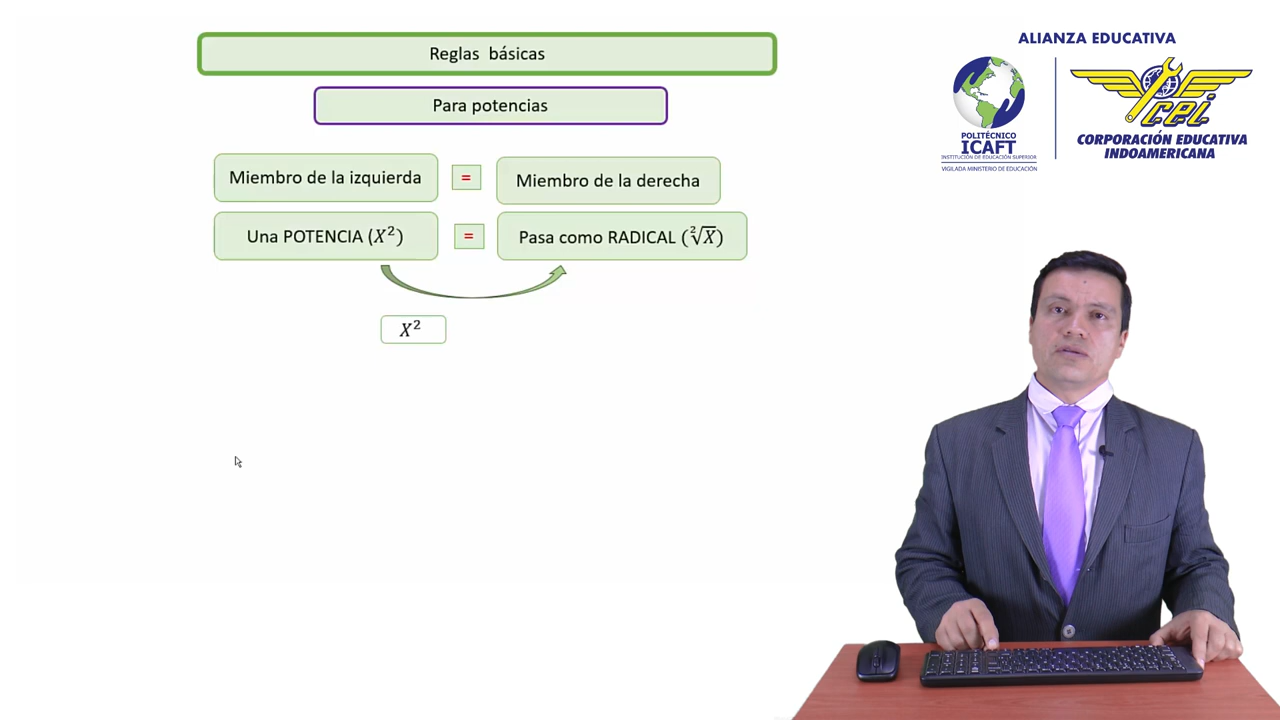 Reglas básicas
Para potencias
Miembro de la izquierda = Miembro de la derecha
Una POTENCIA (X²) = Pasa como RADICAL (²√X)
X²
ALIANZA EDUCATIVA
POLITÉCNICO
ICAFT
INSTITUCIÓN DE EDUCACIÓN SUPERIOR
VIGILADA MINISTERIO DE EDUCACIÓN
cei
CORPORACIÓN EDUCATIVA
INDOAMERICANA